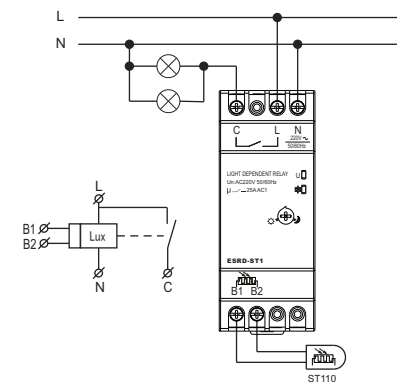 L
N
C L N
220V~
50/60Hz
LIGHT DEPENDENT RELAY
Un:AC220V 50/60Hz
μ 25A AC1
U
ESRD-ST1
B1 B2
ST110
L
B1
B2
Lux
N
C